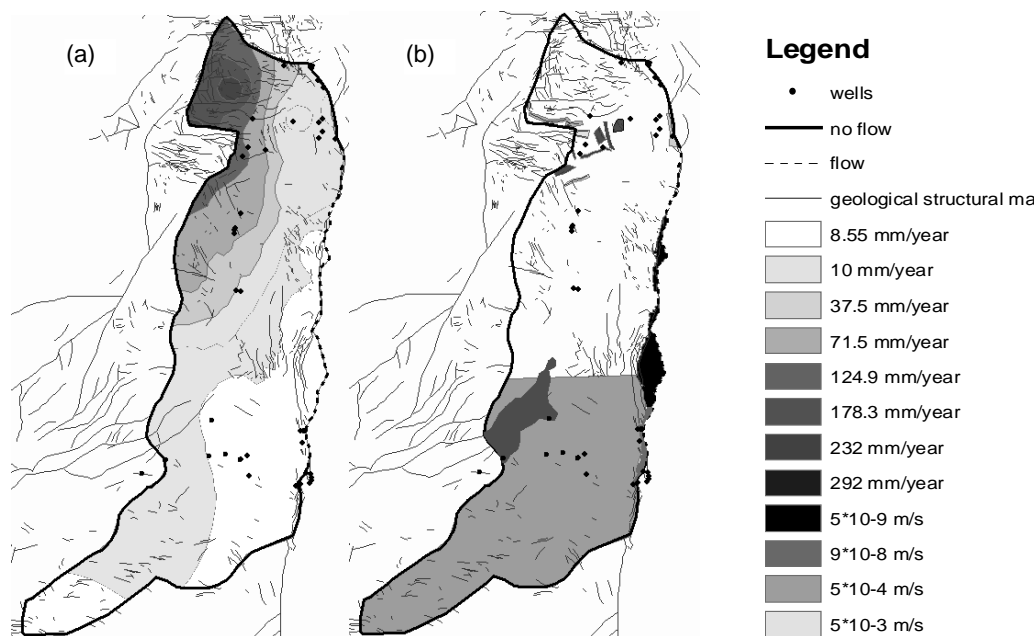 (a)
(b)
Legend
wells
no flow
flow
geological structural ma
8.55 mm/year
10 mm/year
37.5 mm/year
71.5 mm/year
124.9 mm/year
178.3 mm/year
232 mm/year
292 mm/year
5*10-9 m/s
9*10-8 m/s
5*10-4 m/s
5*10-3 m/s